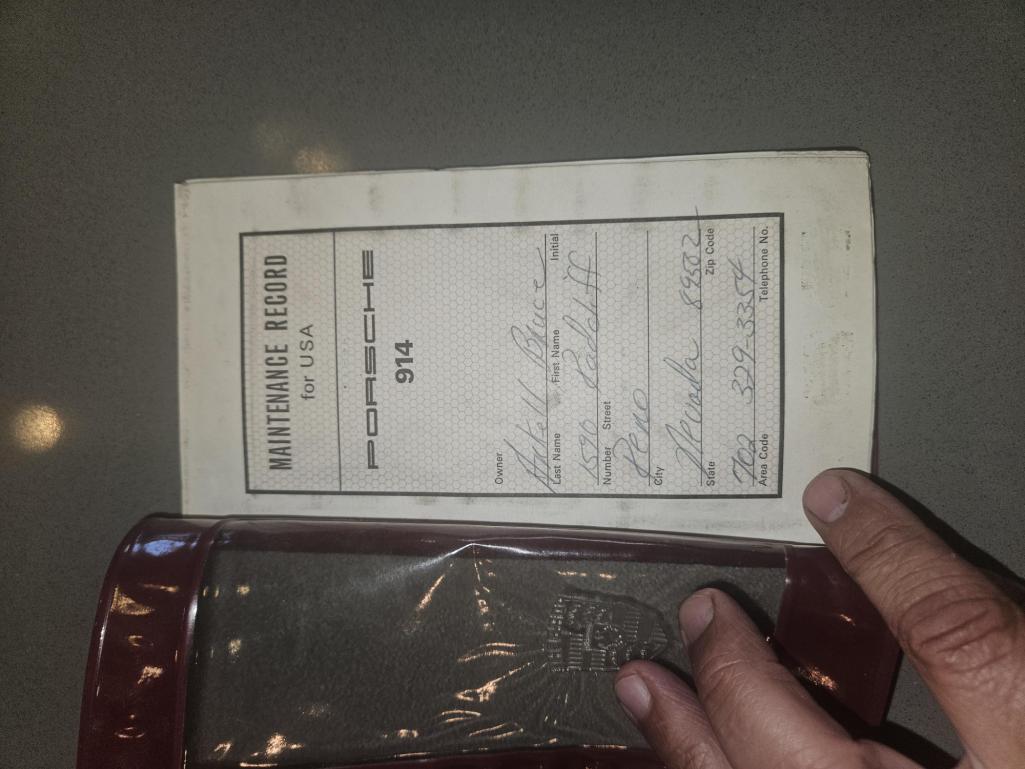 MAINTENANCE RECORD
for USA
PORSCHE
914
Owner
Bruce
Last Name First Name Initial
1590
Number Street
Reno
City
Nevada 89502
State Zip Code
702 329-3354
Area Code Telephone No.